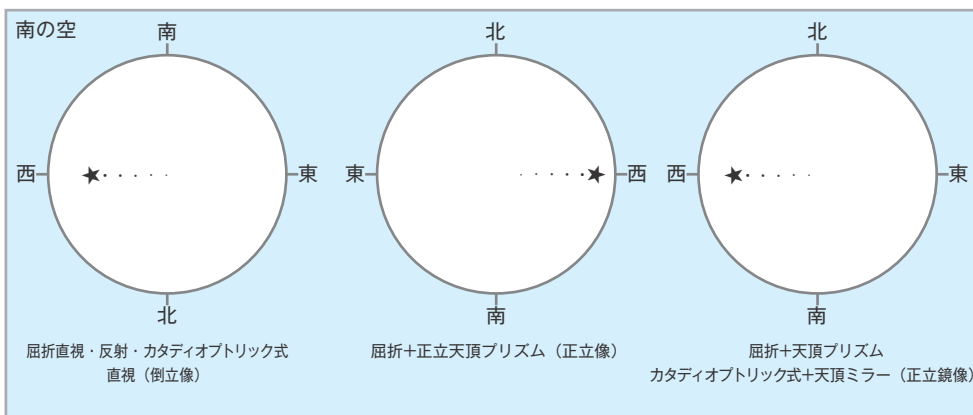 南の空
南
西
東
北
屈折直視・反射・カタディオプトリック式
直視（倒立像）
北
東
西
南
屈折+正立天頂プリズム（正立像）
北
西
東
南
屈折+天頂プリズム
カタディオプトリック式+天頂ミラー（正立鏡像）